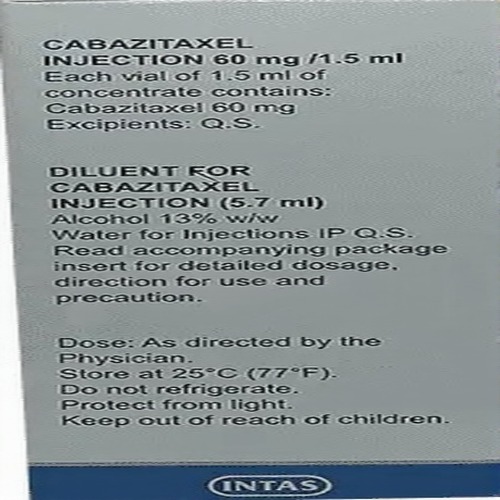 CABAZITAXEL
INJECTION 60 mg /1.5 ml
Each vial of 1.5 ml of
concentrate contains:
Cabazitaxel 60 mg
Excipients: Q.S.
DILUENT FOR
CABAZITAXEL
INJECTION (5.7 ml)
Alcohol 13% w/w
Water for Injections IP Q.S.
Read accompanying package
insert for detailed dosage,
direction for use and
precaution.
Dose: As directed by the
Physician.
Store at 25°C (77°F).
Do not refrigerate.
Protect from light.
Keep out of reach of children.
INTAS